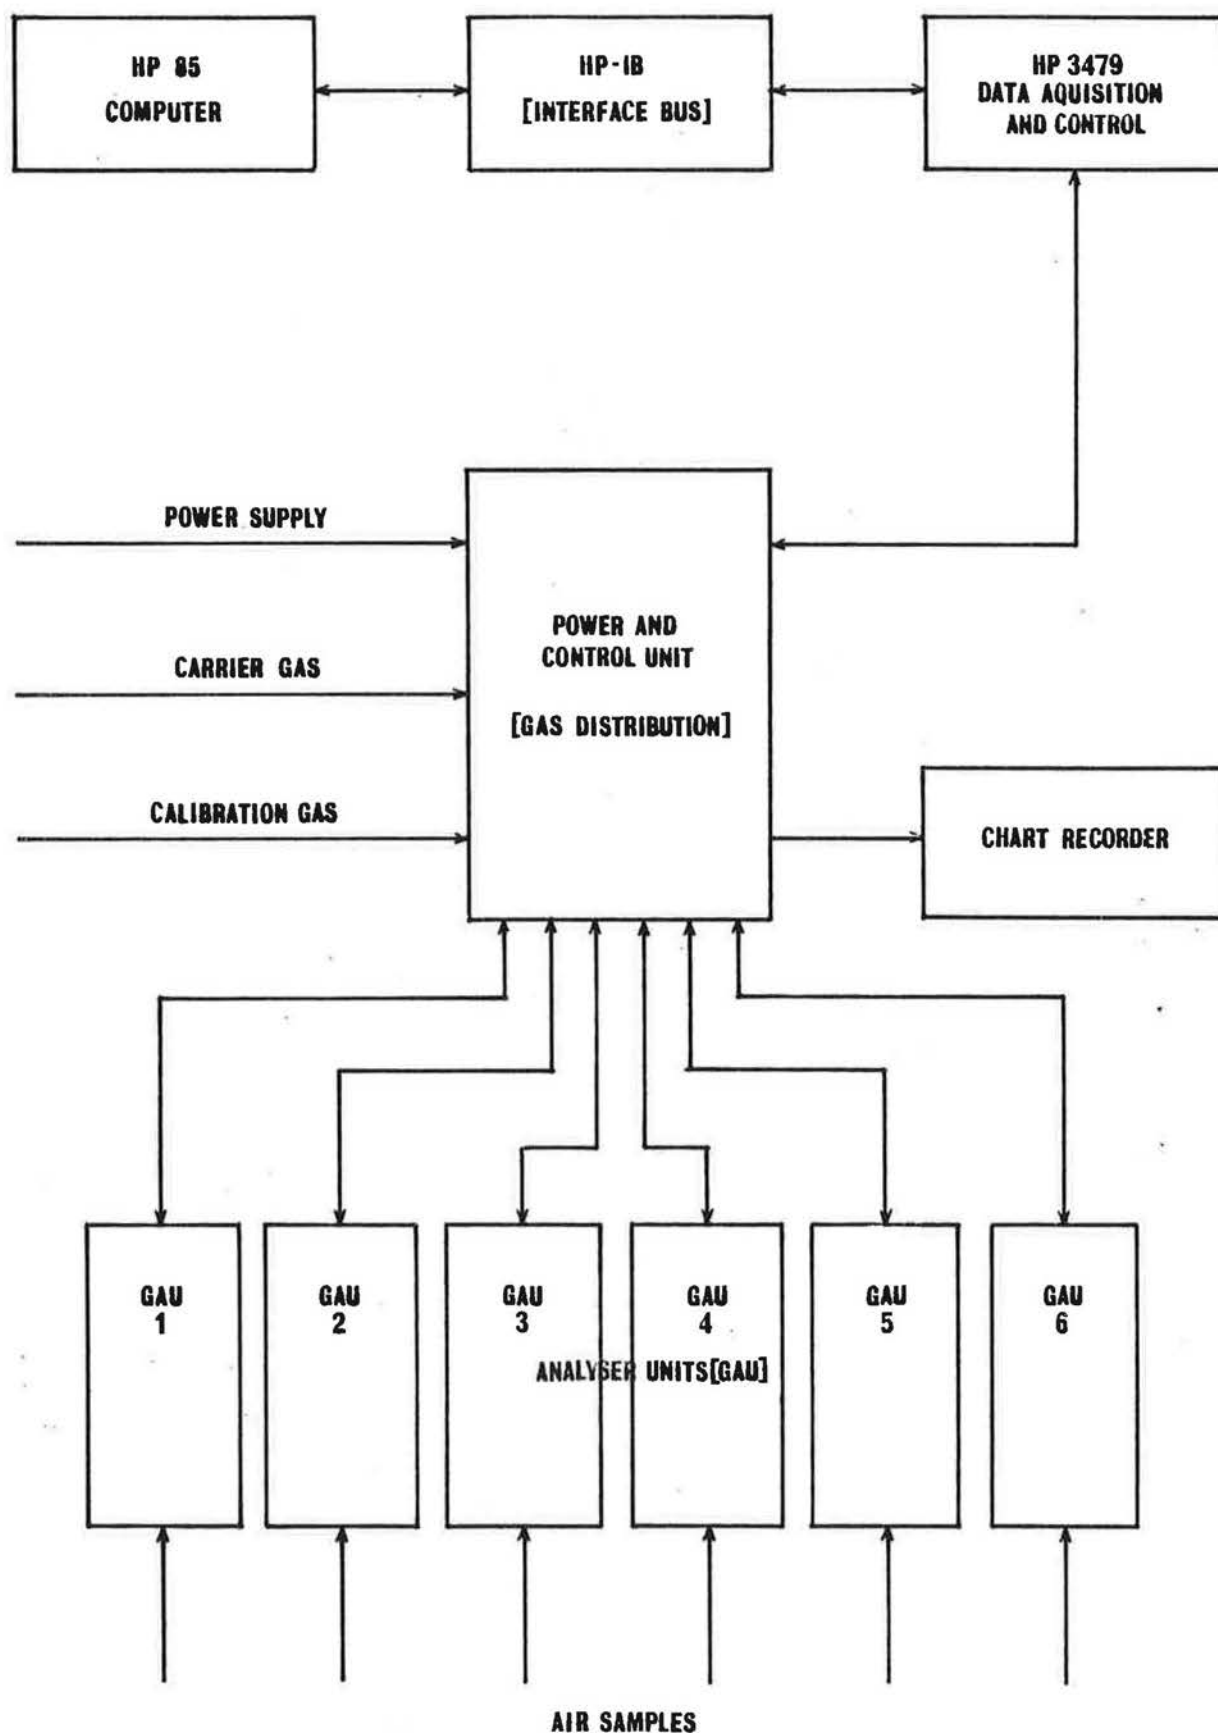 HP 85
COMPUTER
HP-IB
[INTERFACE BUS]
HP 3479
DATA AQUISITION
AND CONTROL
POWER SUPPLY
CARRIER GAS
CALIBRATION GAS
POWER AND
CONTROL UNIT
[GAS DISTRIBUTION]
CHART RECORDER
GAU
1
GAU
2
GAU
3
GAU
4
GAU
5
GAU
6
ANALYSER UNITS[GAU]
AIR SAMPLES